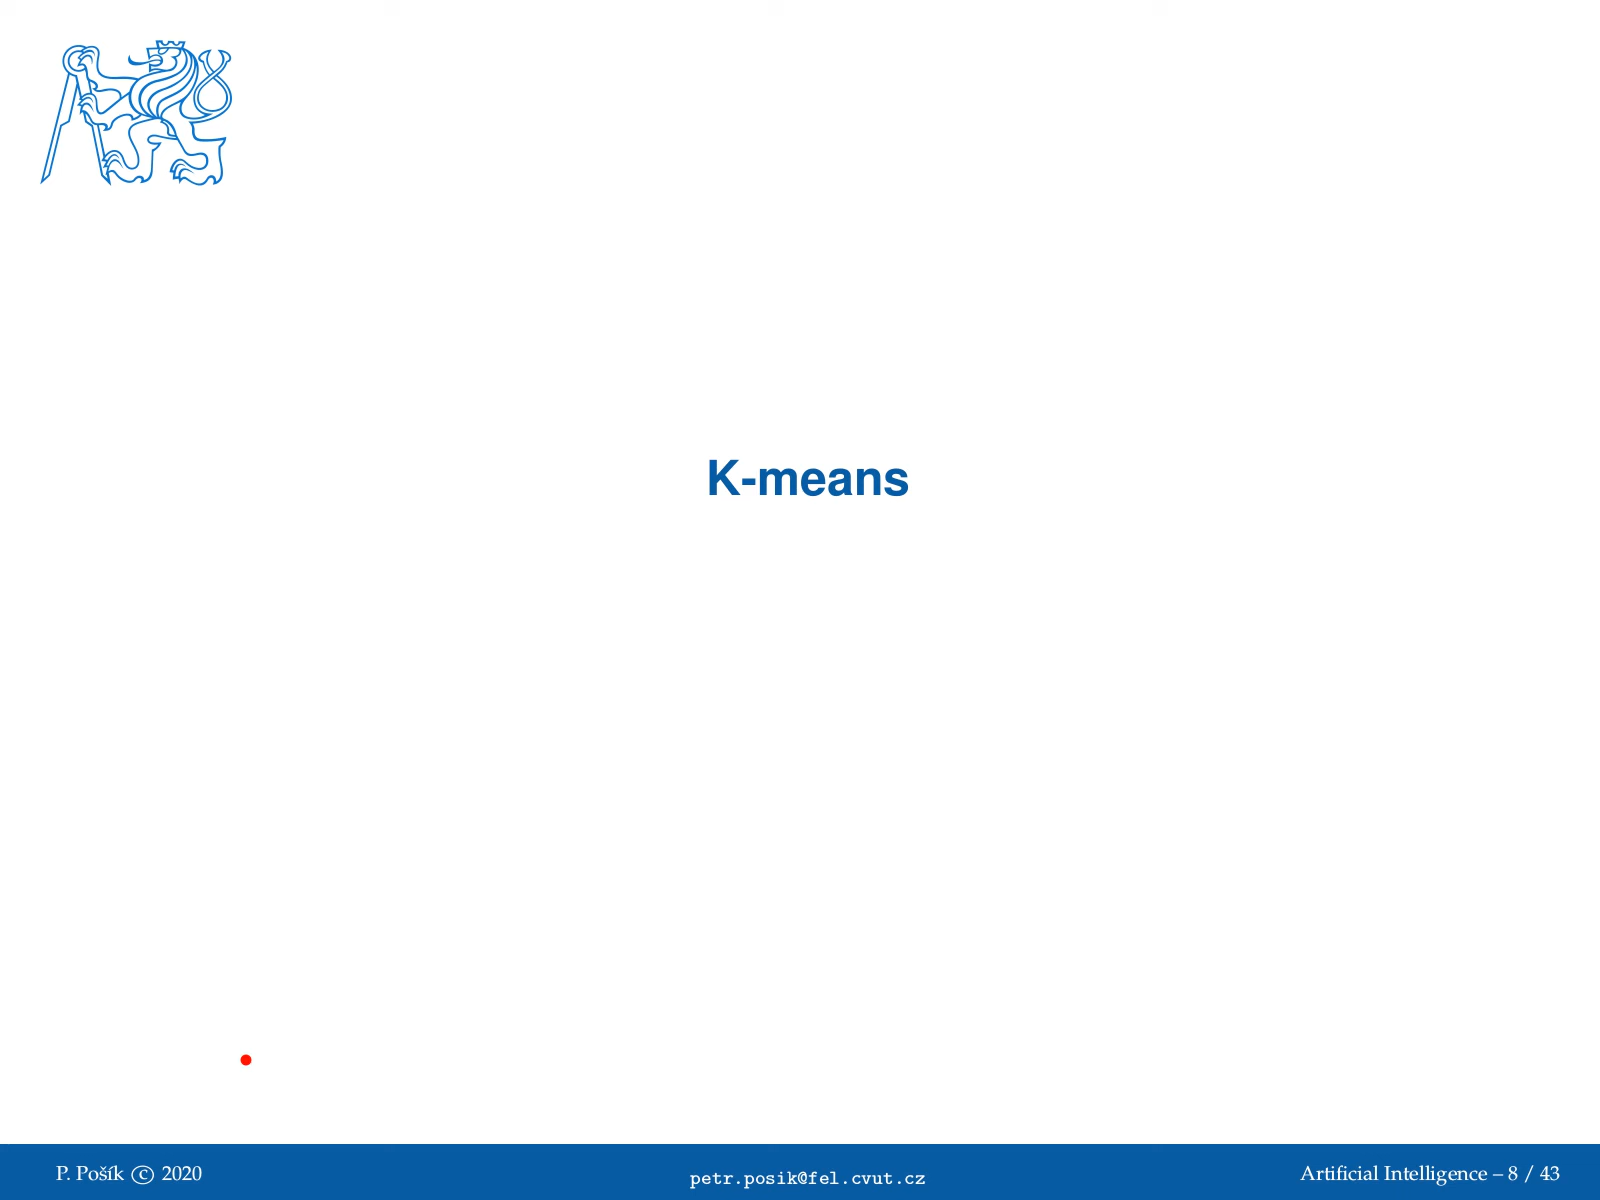 K-means
P. Pošík © 2020
petr.posik@fel.cvut.cz
Artificial Intelligence – 8 / 43